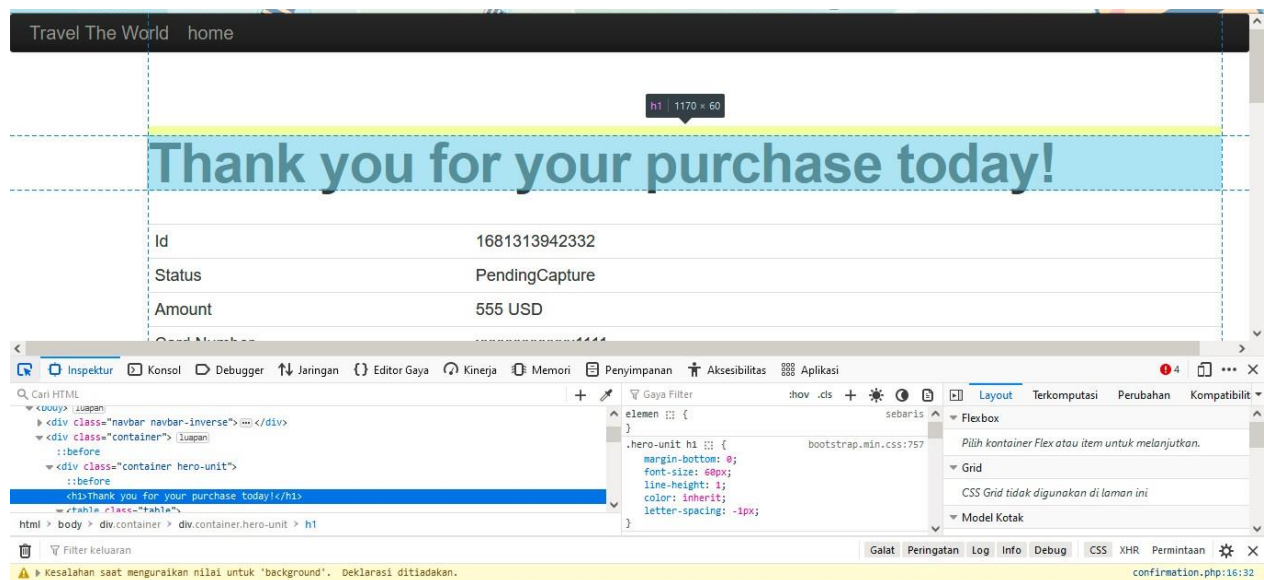 Travel The World home
h1 1170 × 60
Thank you for your purchase today!
Id 1681313942332
Status PendingCapture
Amount 555 USD
Inspektur Konsol Debugger Jaringan Editor Gaya Kinerja Memori Penyimpanan Aksesibilitas Aplikasi 4
Cari HTML
<body> luapan
<div class="navbar navbar-inverse"> </div>
<div class="container"> luapan
::before
<div class="container hero-unit">
::before
<h1>Thank you for your purchase today!</h1>
<table class="table">
html > body > div.container > div.container.hero-unit > h1
Gaya Filter :hov .cls
elemen { sebaris
}
.hero-unit h1 { bootstrap.min.css:757
margin-bottom: 0;
font-size: 60px;
line-height: 1;
color: inherit;
letter-spacing: -1px;
}
Layout Terkomputasi Perubahan Kompatibilit
Flexbox
Pilih kontainer Flex atau item untuk melanjutkan.
Grid
CSS Grid tidak digunakan di laman ini
Model Kotak
Filter keluaran Galat Peringatan Log Info Debug CSS XHR Permintaan
Kesalahan saat menguraikan nilai untuk 'background'. Deklarasi ditiadakan. confirmation.php:16:32